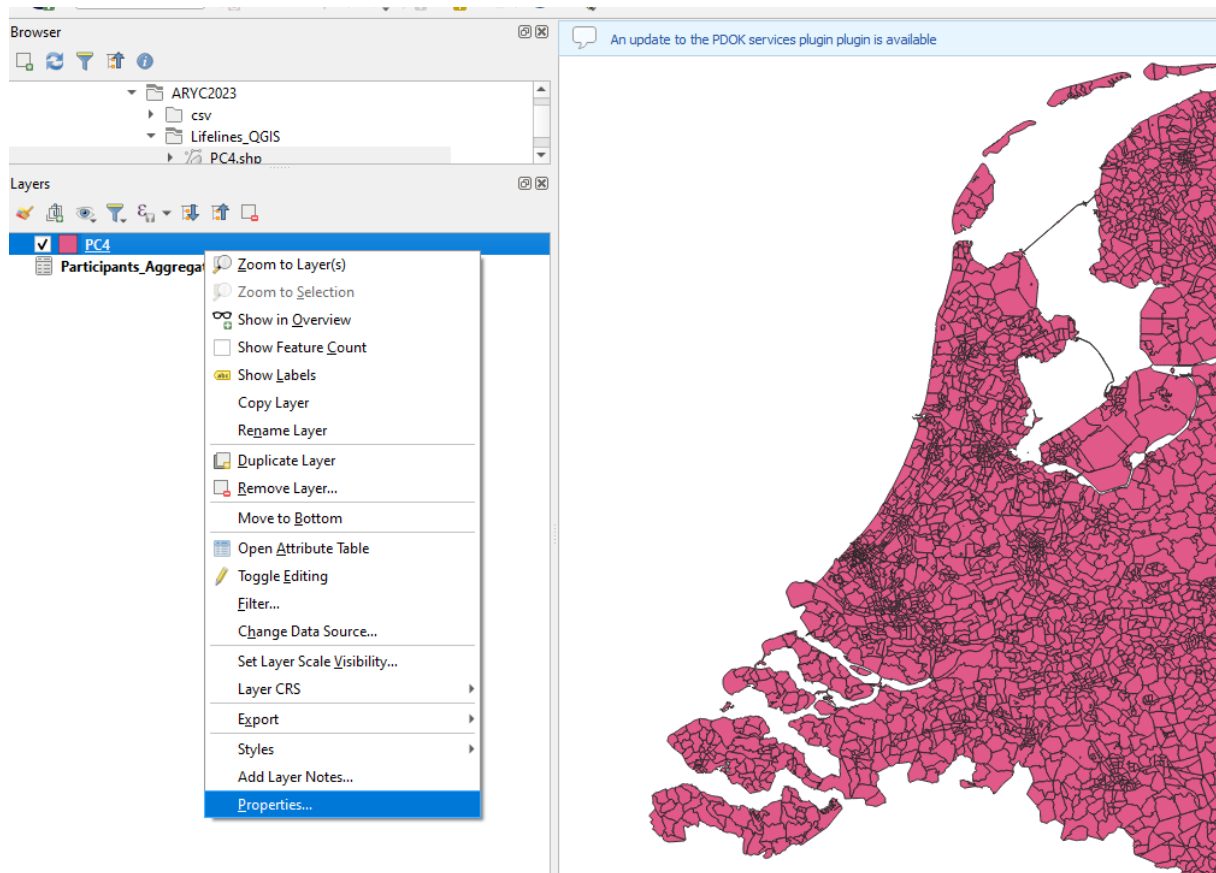 Browser
An update to the PDOK services plugin plugin is available
ARYC2023
csv
Lifelines_QGIS
PC4.shp
Layers
PC4
Participants_Aggregat
Zoom to Layer(s)
Zoom to Selection
Show in Overview
Show Feature Count
abc Show Labels
Copy Layer
Rename Layer
Duplicate Layer
Remove Layer...
Move to Bottom
Open Attribute Table
Toggle Editing
Filter...
Change Data Source...
Set Layer Scale Visibility...
Layer CRS
Export
Styles
Add Layer Notes...
Properties...